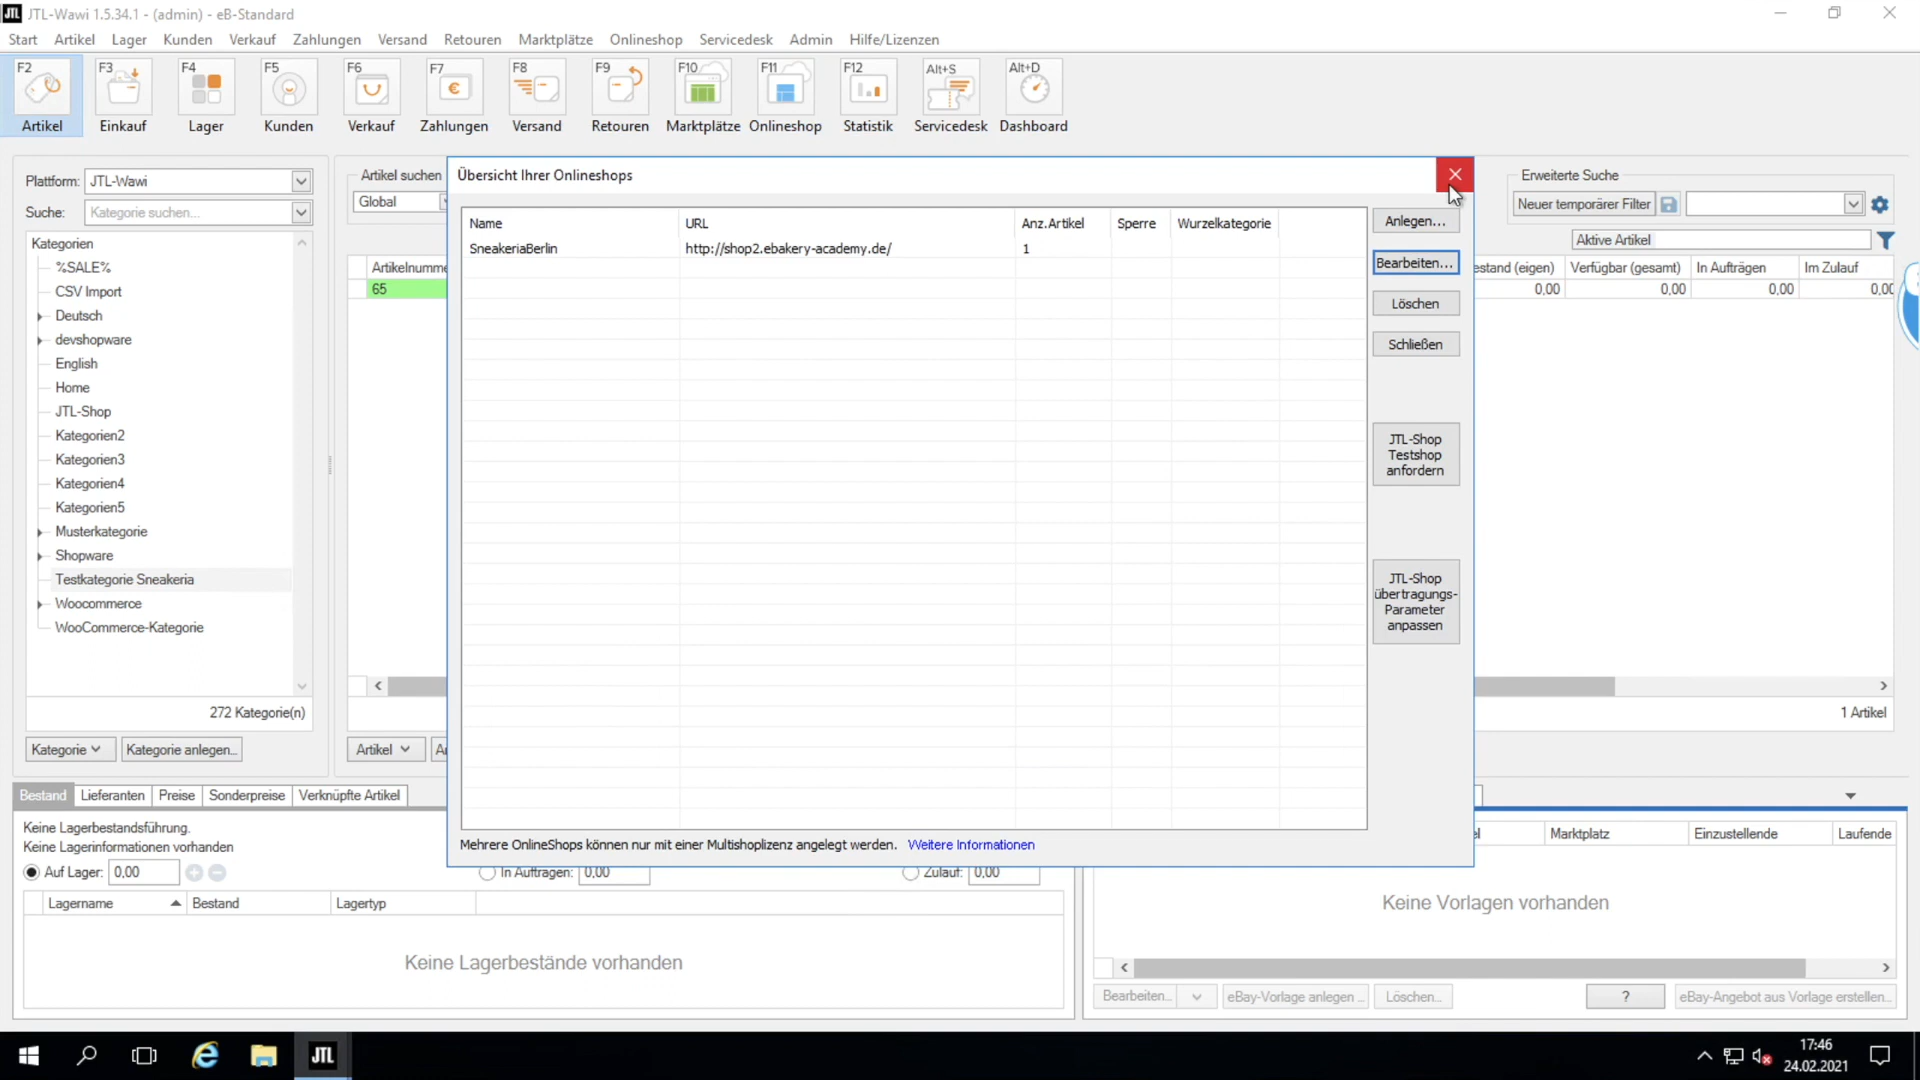 JTL JTL-Wawi 1.5.34.1 - (admin) - eB-Standard
Start Artikel Lager Kunden Verkauf Zahlungen Versand Retouren Marktplätze Onlineshop Servicedesk Admin Hilfe/Lizenzen
F2 F3 F4 F5 F6 F7 F8 F9 F10 F11 F12 Alt+S Alt+D
Artikel Einkauf Lager Kunden Verkauf Zahlungen Versand Retouren Marktplätze Onlineshop Statistik Servicedesk Dashboard
Plattform: JTL-Wawi
Suche: Kategorie suchen...
Kategorien
%SALE%
CSV Import
Deutsch
devshopware
English
Home
JTL-Shop
Kategorien2
Kategorien3
Kategorien4
Kategorien5
Musterkategorie
Shopware
Testkategorie Sneakeria
Woocommerce
WooCommerce-Kategorie
272 Kategorie(n)
Kategorie Kategorie anlegen...
Artikel suchen
Global
Artikelnumme
65
Artikel
Übersicht Ihrer Onlineshops
Name URL Anz.Artikel Sperre Wurzelkategorie
SneakeriaBerlin http://shop2.ebakery-academy.de/ 1
Anlegen...
Bearbeiten...
Löschen
Schließen
JTL-Shop
Testshop
anfordern
JTL-Shop
übertragungs-
Parameter
anpassen
Mehrere OnlineShops können nur mit einer Multishoplizenz angelegt werden. Weitere Informationen
Erweiterte Suche
Neuer temporärer Filter
Aktive Artikel
estand (eigen) Verfügbar (gesamt) In Aufträgen Im Zulauf
0,00 0,00 0,00 0,00
1 Artikel
Bestand Lieferanten Preise Sonderpreise Verknüpfte Artikel
Keine Lagerbestandsführung.
Keine Lagerinformationen vorhanden
Auf Lager: 0,00 In Aufträgen: 0,00 Zulauf: 0,00
Lagername Bestand Lagertyp
Keine Lagerbestände vorhanden
Marktplatz Einzustellende Laufende
Keine Vorlagen vorhanden
Bearbeiten... eBay-Vorlage anlegen ... Löschen... ? eBay-Angebot aus Vorlage erstellen...
JTL
17:46
24.02.2021